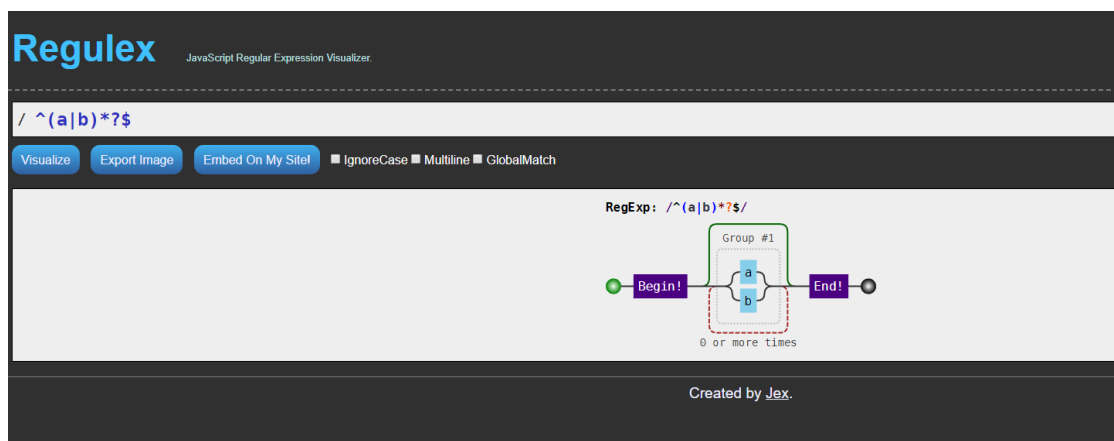 Regulex JavaScript Regular Expression Visualizer.
/ ^(a|b)*?$
Visualize Export Image Embed On My Site! IgnoreCase Multiline GlobalMatch
RegExp: /^(a|b)*?$/
Group #1
a
Begin! End!
b
0 or more times
Created by Jex.